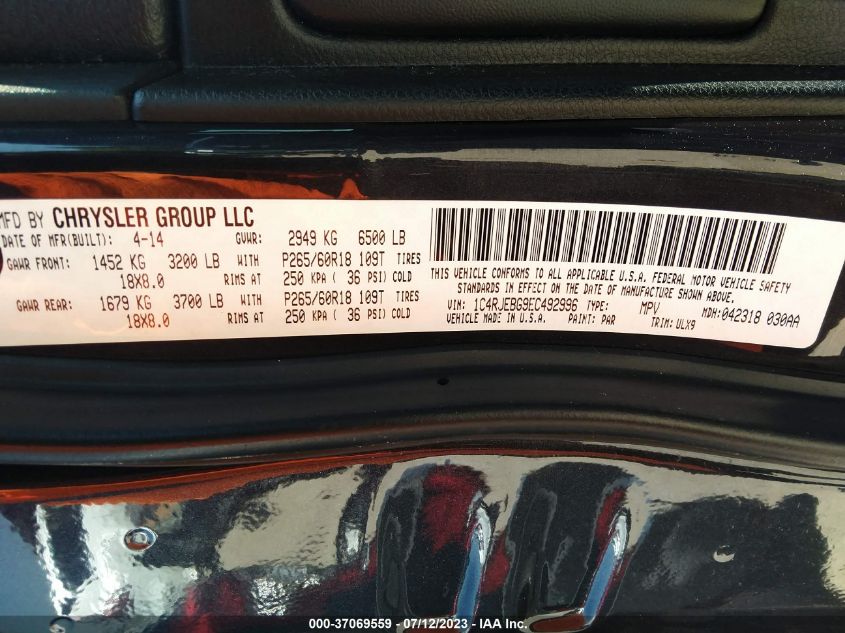 MFD BY CHRYSLER GROUP LLC
DATE OF MFR(BUILT): 4-14 GVWR: 2949 KG 6500 LB
GAWR FRONT: 1452 KG 3200 LB WITH P265/60R18 109T TIRES
18X8.0 RIMS AT 250 KPA ( 36 PSI) COLD
GAWR REAR: 1679 KG 3700 LB WITH P265/60R18 109T TIRES
18X8.0 RIMS AT 250 KPA ( 36 PSI) COLD
THIS VEHICLE CONFORMS TO ALL APPLICABLE U.S.A. FEDERAL MOTOR VEHICLE SAFETY
STANDARDS IN EFFECT ON THE DATE OF MANUFACTURE SHOWN ABOVE.
VIN: 1C4RJEBG9EC492996 TYPE: MPV MDH:042318 030AA
VEHICLE MADE IN U.S.A. PAINT: PAR TRIM: ULX9
000-37069559 - 07/12/2023 - IAA Inc.